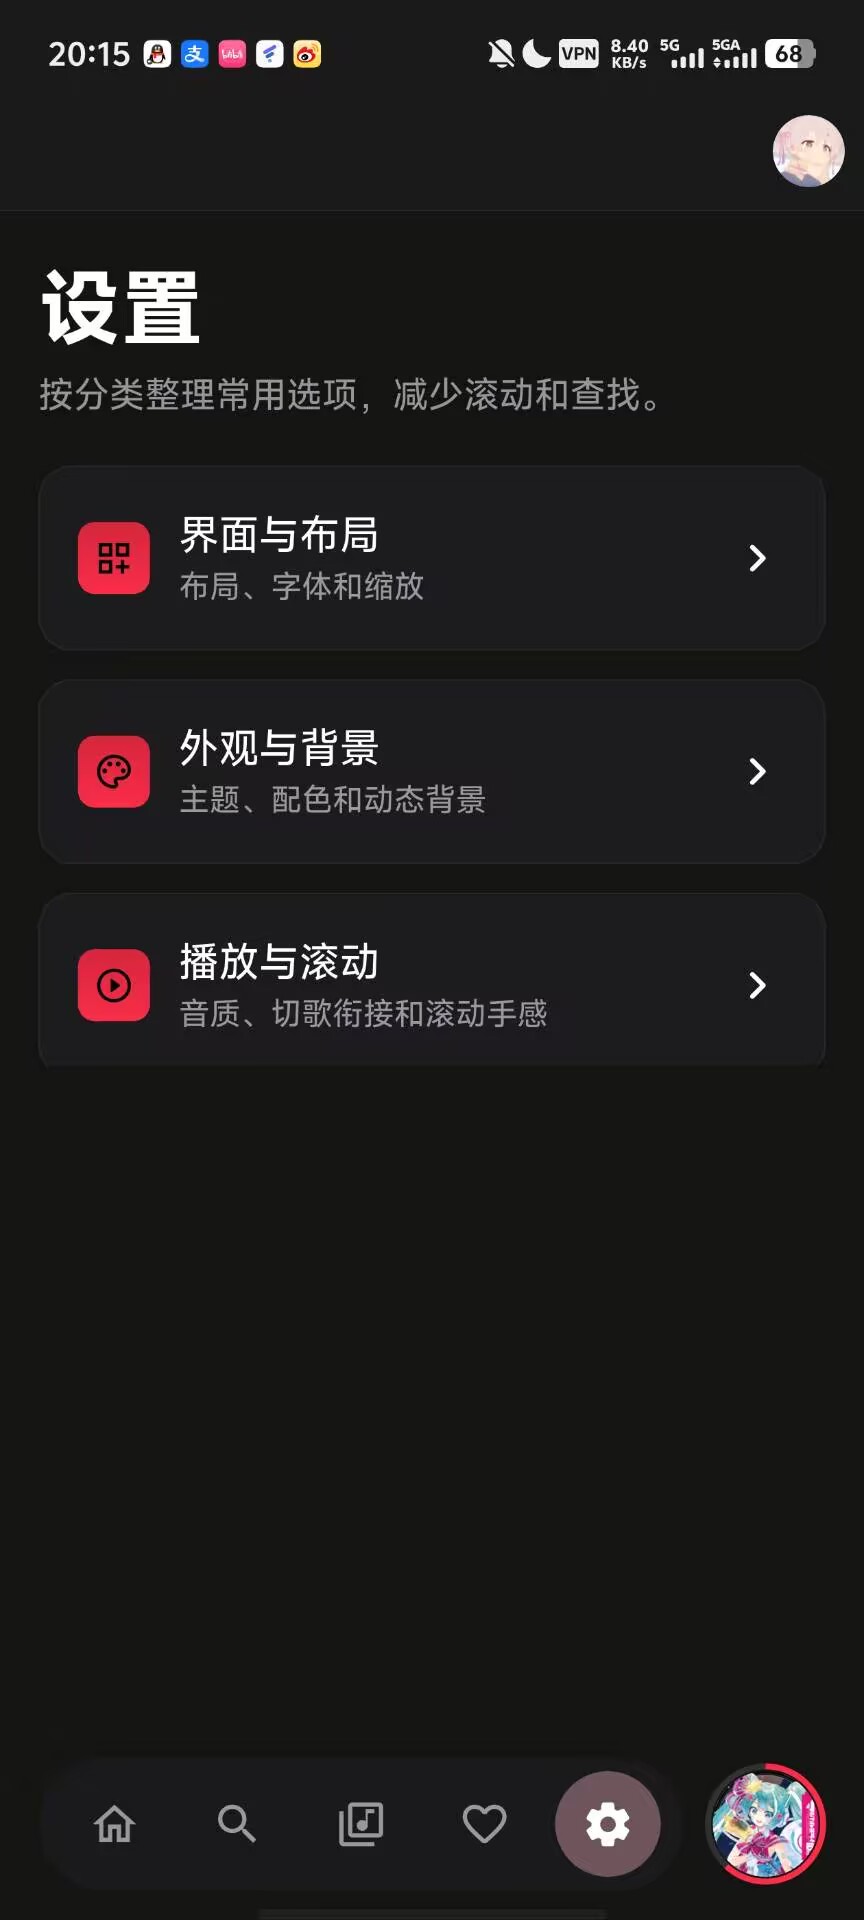 20:15
VPN 8.40 KB/s 5G 5GA 68
设置
按分类整理常用选项，减少滚动和查找。
界面与布局
布局、字体和缩放
外观与背景
主题、配色和动态背景
播放与滚动
音质、切歌衔接和滚动手感